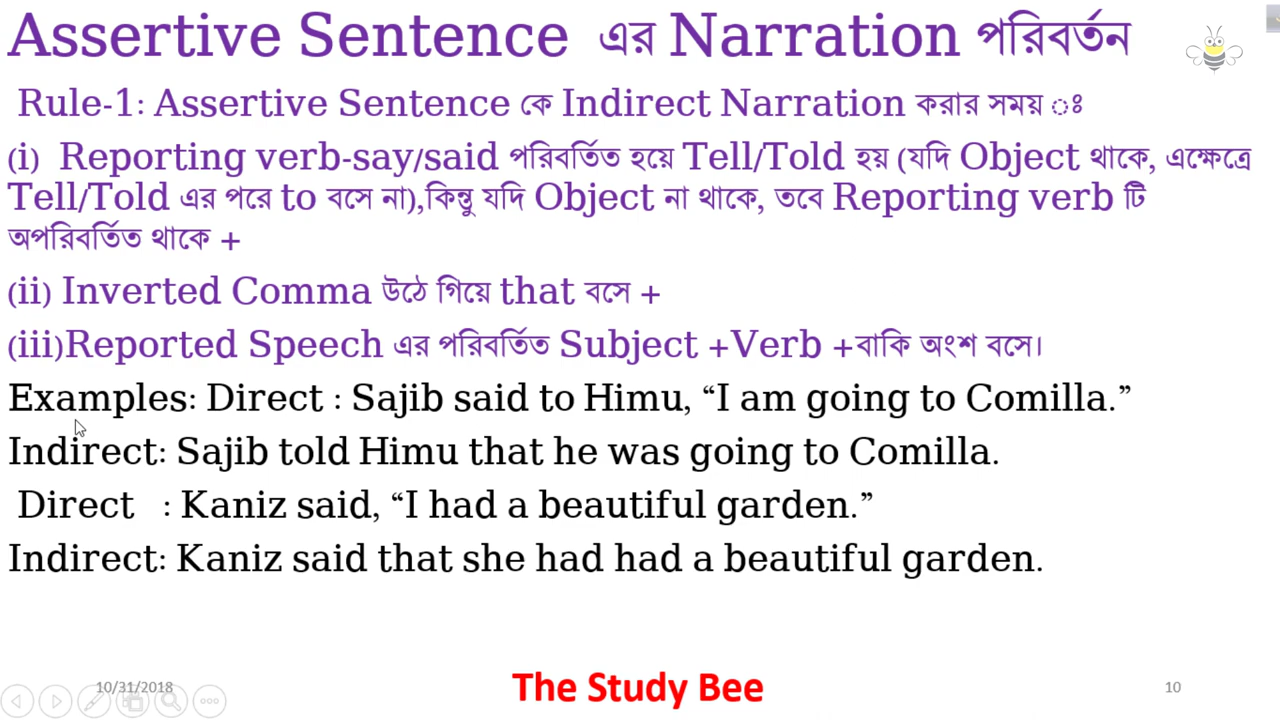 Assertive Sentence এর Narration পরিবর্তন
Rule-1: Assertive Sentence কে Indirect Narration করার সময় ঃ
(i) Reporting verb-say/said পরিবর্তিত হয়ে Tell/Told হয় (যদি Object থাকে, এক্ষেত্রে
Tell/Told এর পরে to বসে না),কিন্তু যদি Object না থাকে, তবে Reporting verb টি
অপরিবর্তিত থাকে +
(ii) Inverted Comma উঠে গিয়ে that বসে +
(iii)Reported Speech এর পরিবর্তিত Subject +Verb +বাকি অংশ বসে।
Examples: Direct : Sajib said to Himu, “I am going to Comilla.”
Indirect: Sajib told Himu that he was going to Comilla.
Direct : Kaniz said, “I had a beautiful garden.”
Indirect: Kaniz said that she had had a beautiful garden.
10/31/2018 The Study Bee 10